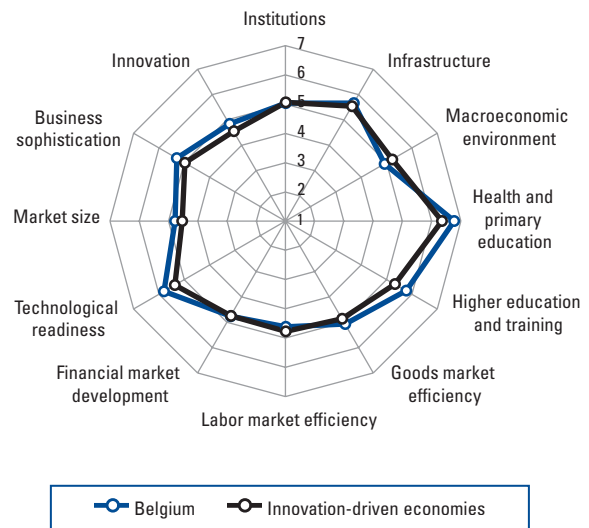 Institutions
7
Innovation
Infrastructure
6
5
Business
sophistication
Macroeconomic
environment
4
3
2
Market size
1
Health and
primary
education
Technological
readiness
Higher education
and training
Financial market
development
Goods market
efficiency
Labor market efficiency
Belgium
Innovation-driven economies